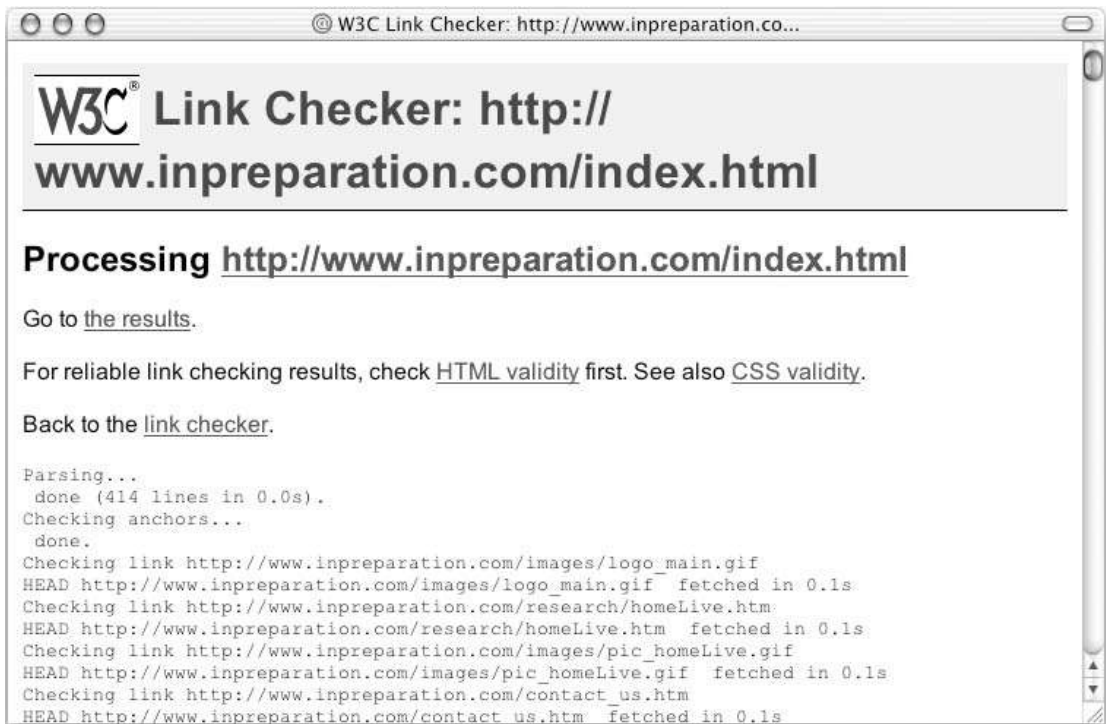 W3C Link Checker: http://www.inpreparation.co...
W3C® Link Checker: http://
www.inpreparation.com/index.html
Processing http://www.inpreparation.com/index.html
Go to the results.
For reliable link checking results, check HTML validity first. See also CSS validity.
Back to the link checker.
Parsing...
done (414 lines in 0.0s).
Checking anchors...
done.
Checking link http://www.inpreparation.com/images/logo_main.gif
HEAD http://www.inpreparation.com/images/logo_main.gif fetched in 0.1s
Checking link http://www.inpreparation.com/research/homeLive.htm
HEAD http://www.inpreparation.com/research/homeLive.htm fetched in 0.1s
Checking link http://www.inpreparation.com/images/pic_homeLive.gif
HEAD http://www.inpreparation.com/images/pic_homeLive.gif fetched in 0.1s
Checking link http://www.inpreparation.com/contact_us.htm
HEAD http://www.inpreparation.com/contact_us.htm fetched in 0.1s